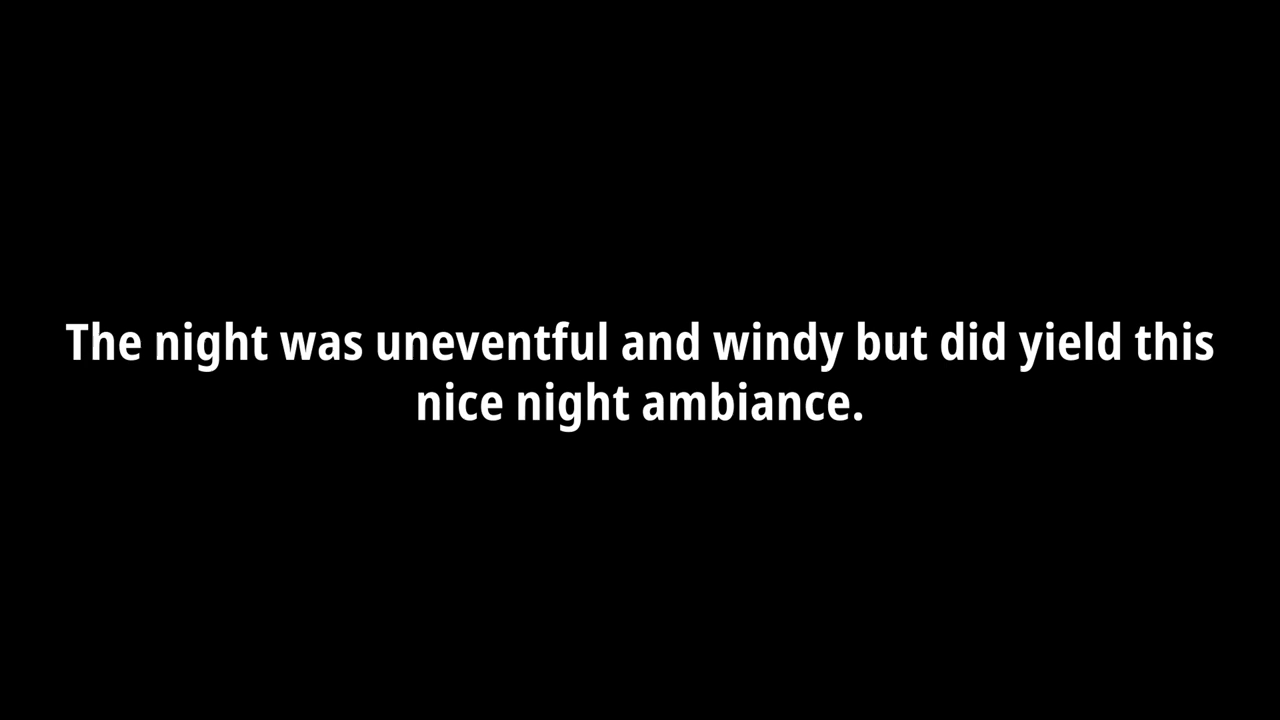 The night was uneventful and windy but did yield this
nice night ambiance.